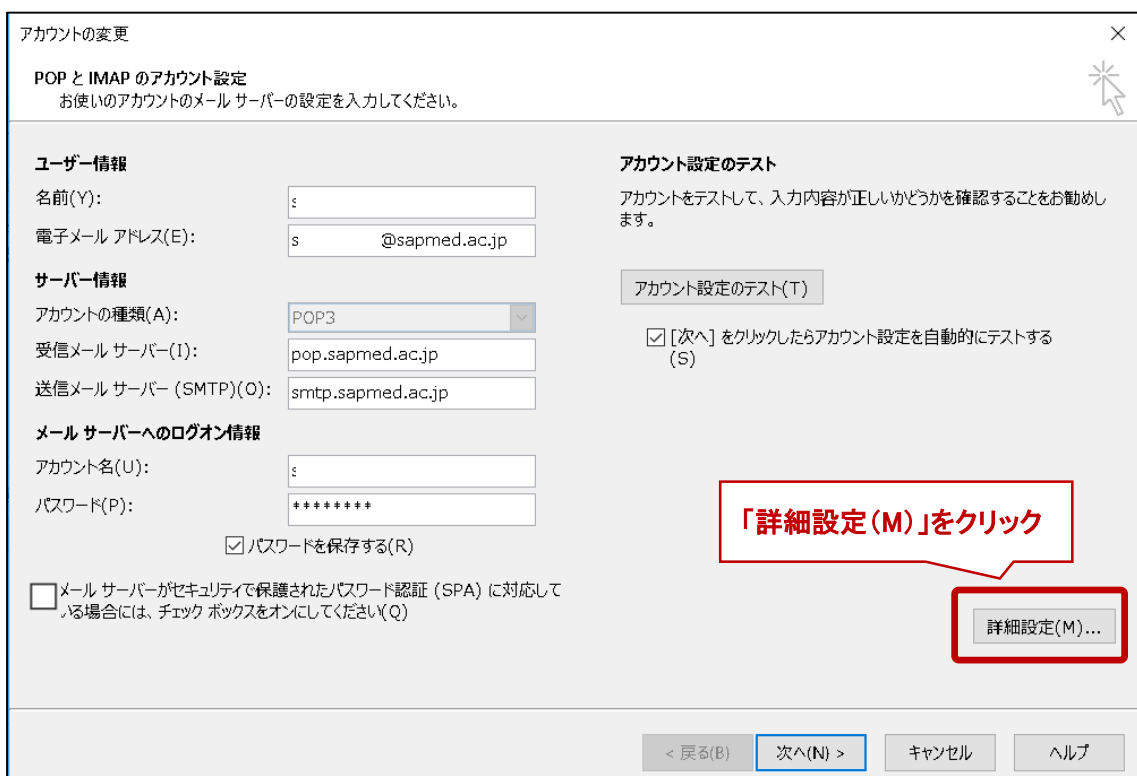 アカウントの変更
POP と IMAP のアカウント設定
お使いのアカウントのメール サーバーの設定を入力してください。
ユーザー情報
名前(Y):
s
電子メール アドレス(E):
s @sapmed.ac.jp
サーバー情報
アカウントの種類(A):
POP3
受信メール サーバー(I):
pop.sapmed.ac.jp
送信メール サーバー (SMTP)(O):
smtp.sapmed.ac.jp
メール サーバーへのログオン情報
アカウント名(U):
s
パスワード(P):
********
パスワードを保存する(R)
メール サーバーがセキュリティで保護されたパスワード認証 (SPA) に対応して
いる場合には、チェック ボックスをオンにしてください(Q)
アカウント設定のテスト
アカウントをテストして、入力内容が正しいかどうかを確認することをお勧めし
ます。
アカウント設定のテスト(T)
[次へ] をクリックしたらアカウント設定を自動的にテストする
(S)
「詳細設定(M)」をクリック
詳細設定(M)...
< 戻る(B)
次へ(N) >
キャンセル
ヘルプ